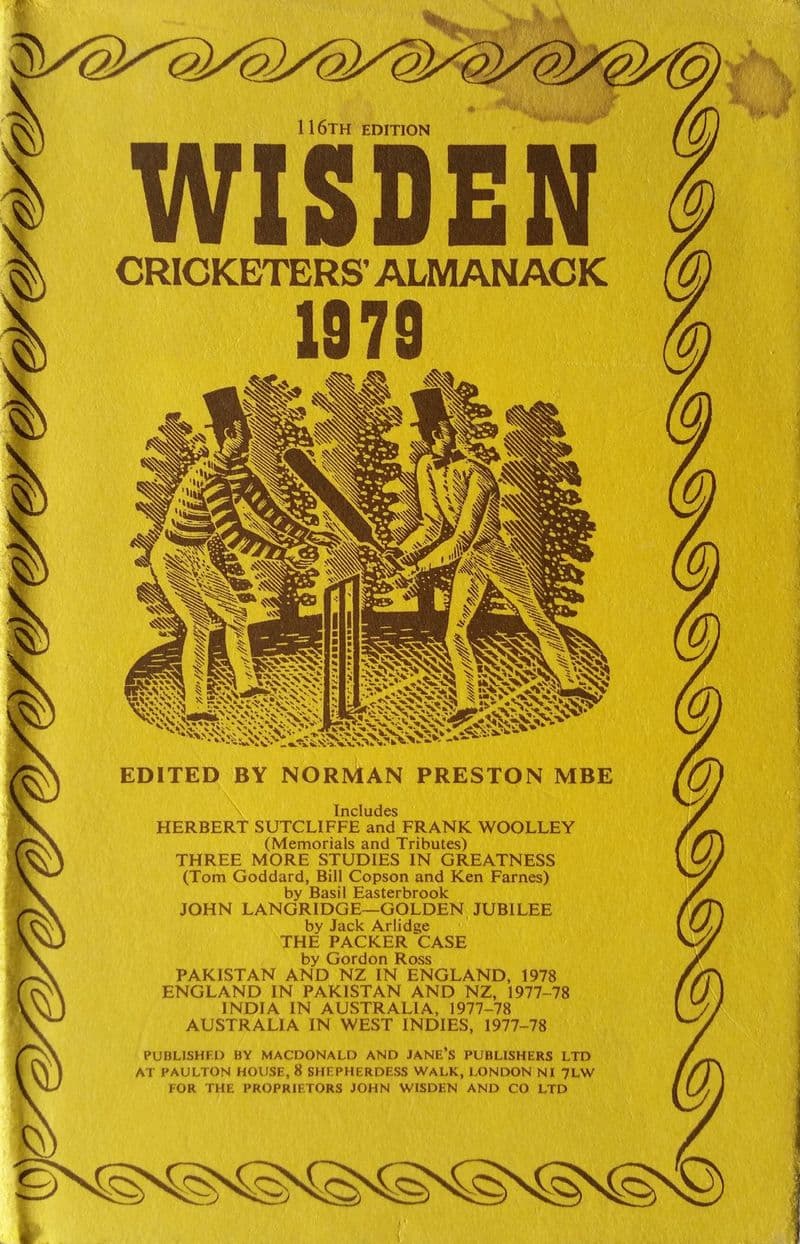 116TH EDITION
WISDEN
CRICKETERS' ALMANACK
1979
EDITED BY NORMAN PRESTON MBE
Includes
HERBERT SUTCLIFFE and FRANK WOOLLEY
(Memorials and Tributes)
THREE MORE STUDIES IN GREATNESS
(Tom Goddard, Bill Copson and Ken Farnes)
by Basil Easterbrook
JOHN LANGRIDGE—GOLDEN JUBILEE
by Jack Arlidge
THE PACKER CASE
by Gordon Ross
PAKISTAN AND NZ IN ENGLAND, 1978
ENGLAND IN PAKISTAN AND NZ, 1977–78
INDIA IN AUSTRALIA, 1977–78
AUSTRALIA IN WEST INDIES, 1977–78
PUBLISHED BY MACDONALD AND JANE'S PUBLISHERS LTD
AT PAULTON HOUSE, 8 SHEPHERDESS WALK, LONDON N1 7LW
FOR THE PROPRIETORS JOHN WISDEN AND CO LTD